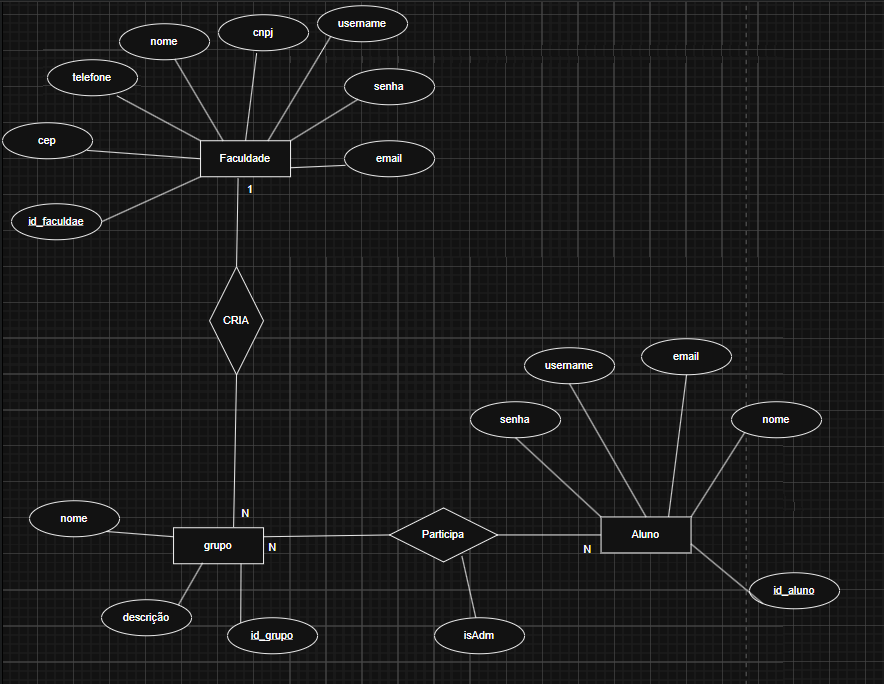 username
cnpj
nome
telefone
senha
cep
Faculdade
email
1
id_faculdae
CRIA
email
username
senha
nome
N
nome
Participa
Aluno
grupo
N
N
id_aluno
descrição
id_grupo
isAdm